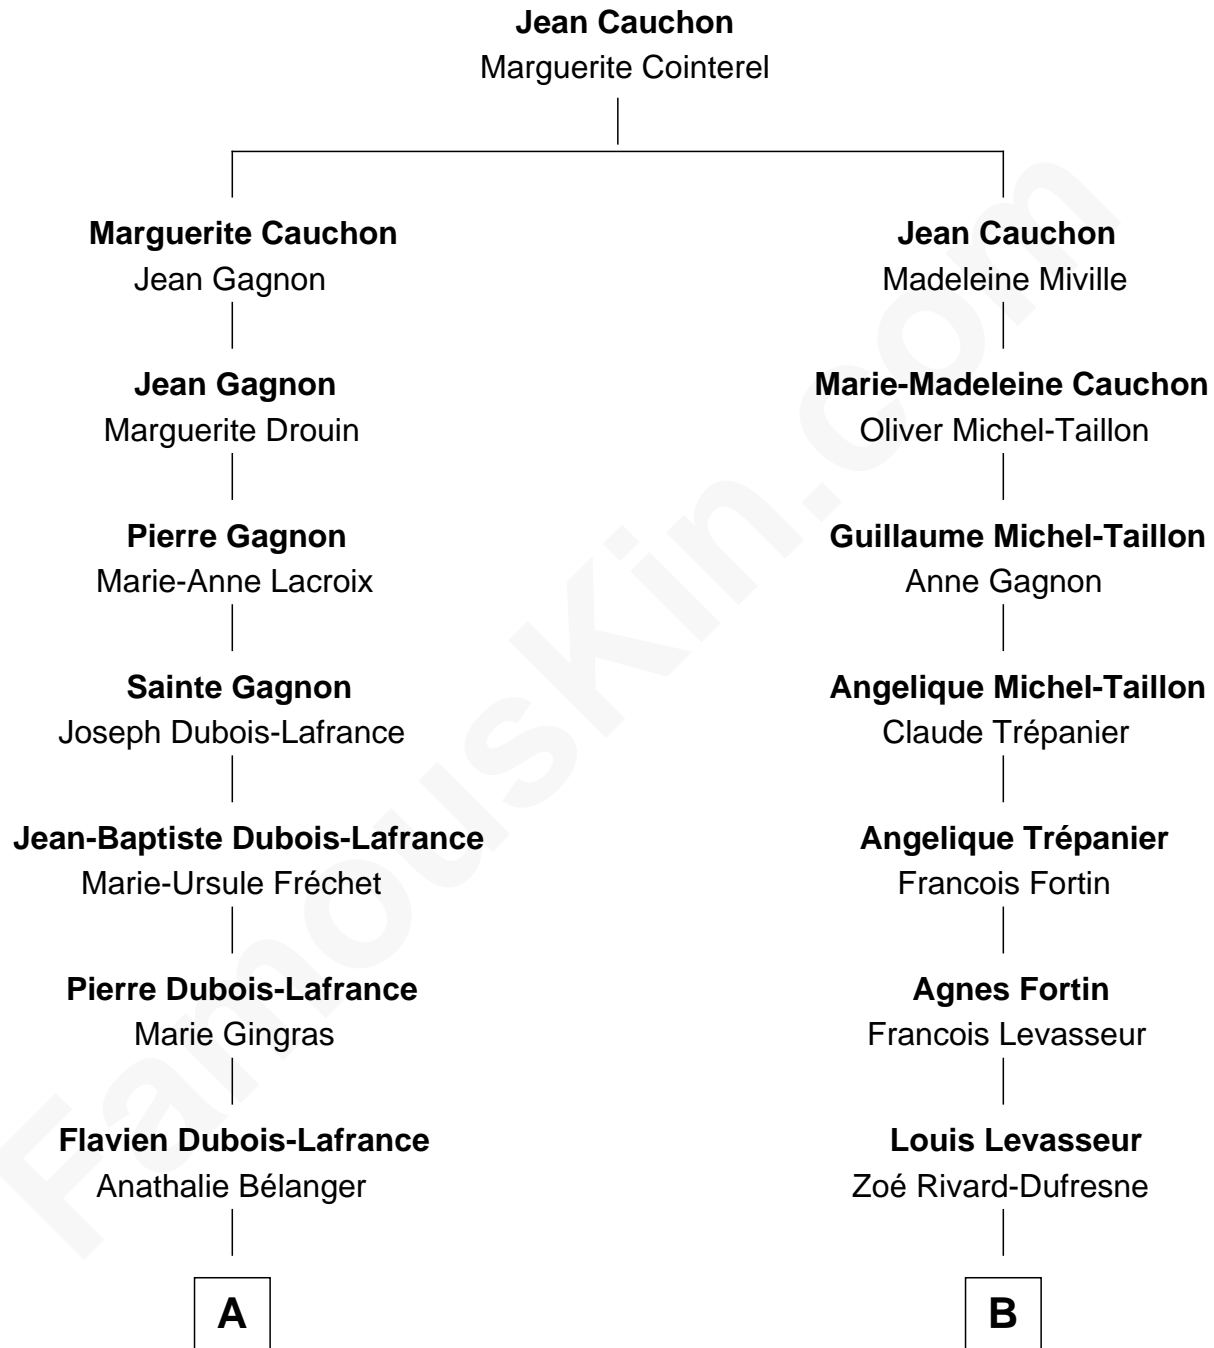 Jean Cauchon
Marguerite Cointerel
Marguerite Cauchon
Jean Gagnon
Jean Cauchon
Madeleine Miville
Jean Gagnon
Marguerite Drouin
Marie-Madeleine Cauchon
Oliver Michel-Taillon
Pierre Gagnon
Marie-Anne Lacroix
Guillaume Michel-Taillon
Anne Gagnon
Sainte Gagnon
Joseph Dubois-Lafrance
Angelique Michel-Taillon
Claude Trépanier
Jean-Baptiste Dubois-Lafrance
Marie-Ursule Fréchet
Angelique Trépanier
Francois Fortin
Pierre Dubois-Lafrance
Marie Gingras
Agnes Fortin
Francois Levasseur
Flavien Dubois-Lafrance
Anathalie Bélanger
Louis Levasseur
Zoé Rivard-Dufresne
A
B
FamousKin.com